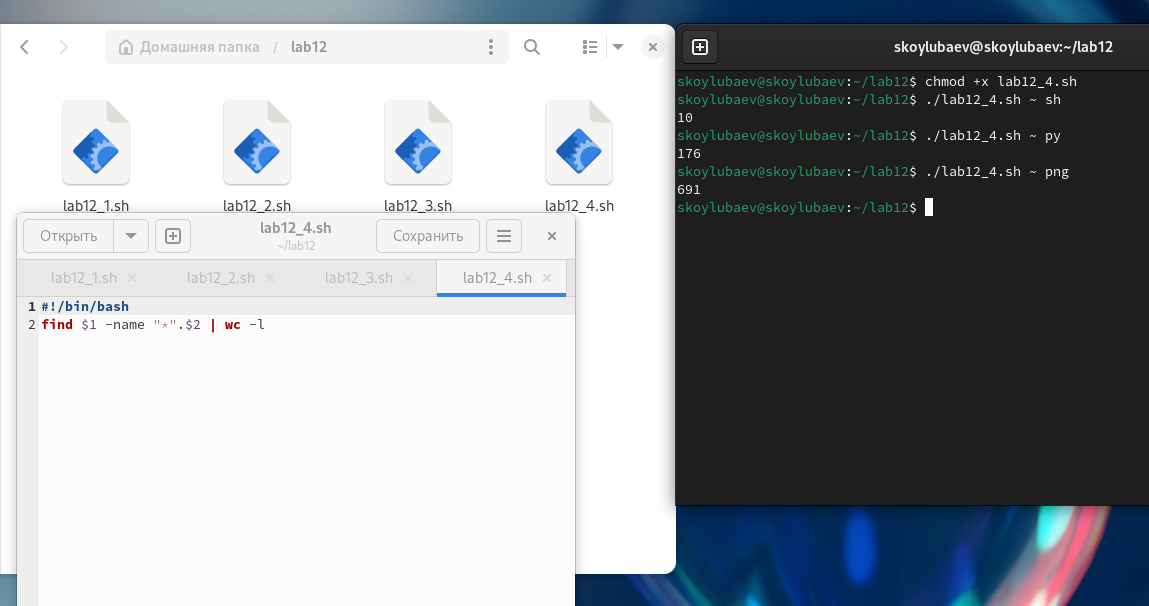 Домашняя папка / lab12
lab12_1.sh
lab12_2.sh
lab12_3.sh
lab12_4.sh
Открыть
lab12_4.sh
~/lab12
Сохранить
lab12_1.sh
lab12_2.sh
lab12_3.sh
lab12_4.sh
1 #!/bin/bash
2 find $1 -name "*".$2 | wc -l
skoylubaev@skoylubaev:~/lab12
skoylubaev@skoylubaev:~/lab12$ chmod +x lab12_4.sh
skoylubaev@skoylubaev:~/lab12$ ./lab12_4.sh ~ sh
10
skoylubaev@skoylubaev:~/lab12$ ./lab12_4.sh ~ py
176
skoylubaev@skoylubaev:~/lab12$ ./lab12_4.sh ~ png
691
skoylubaev@skoylubaev:~/lab12$